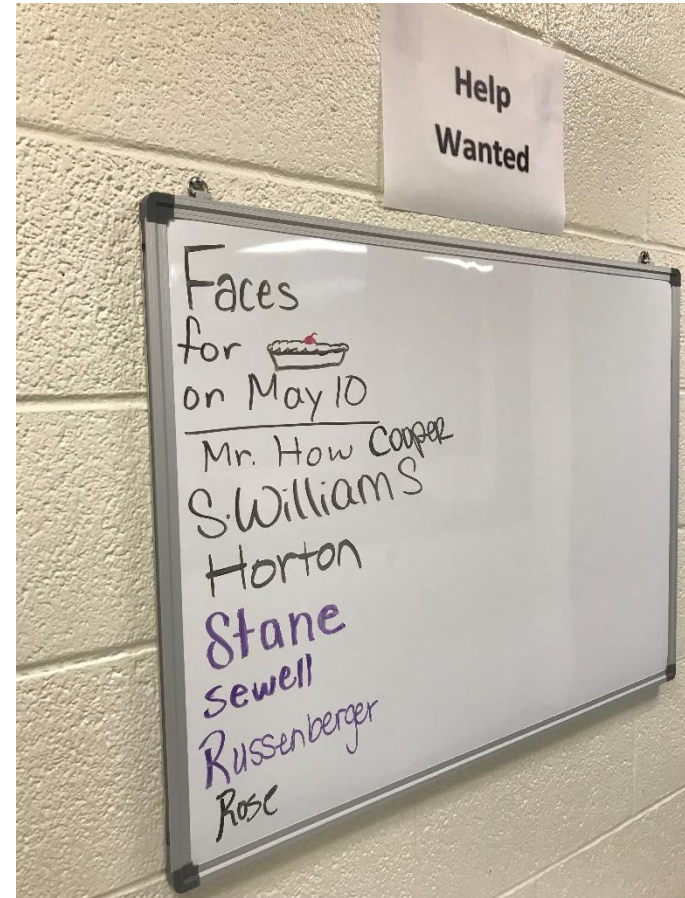 Help
Wanted
Faces
for
on May 10
Mr. How Cooper
S. Williams
Horton
Stane
sewell
Russenberger
Rose